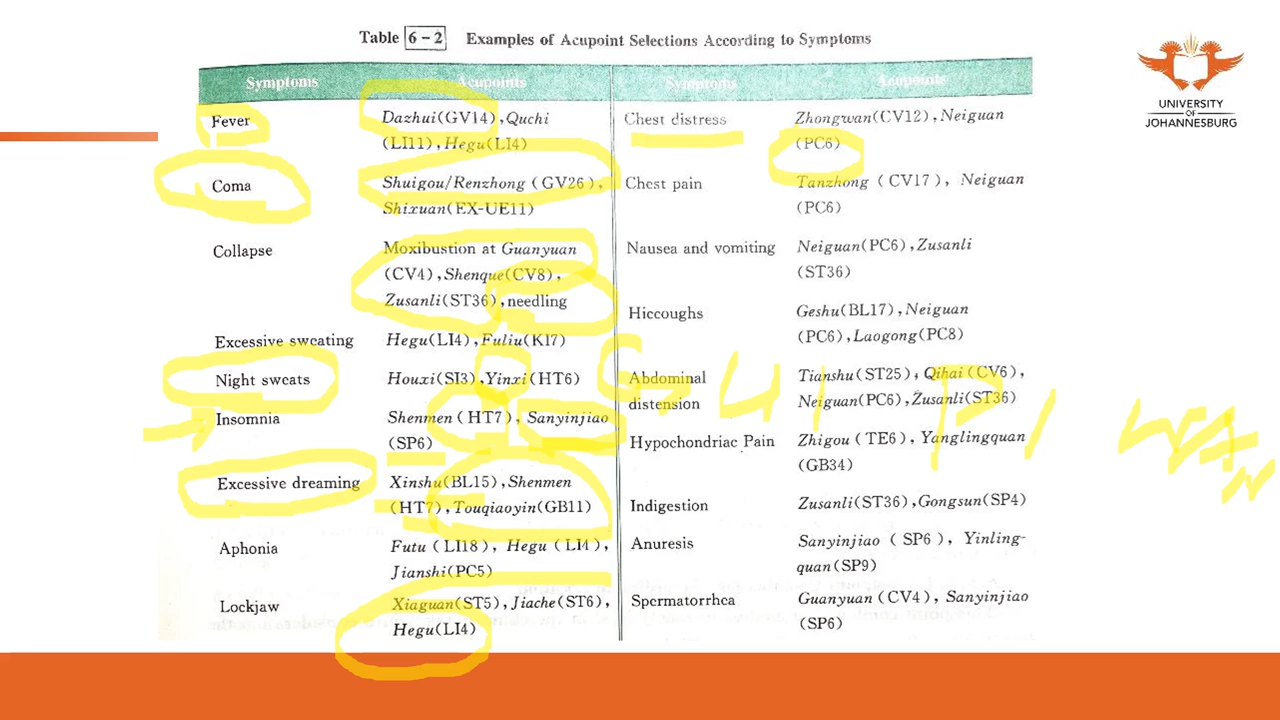 Table 6-2 Examples of Acupoint Selections According to Symptoms
Symptoms Acupoints Symptoms Acupoints
Fever Dazhui(GV14),Quchi
(LI11),Hegu(LI4)
Coma Shuigou/Renzhong (GV26),
Shixuan(EX-UE11)
Collapse Moxibustion at Guanyuan
(CV4),Shenque(CV8),
Zusanli(ST36),needling
Excessive sweating Hegu(LI4),Fuliu(KI7)
Night sweats Houxi(SI3),Yinxi(HT6)
Insomnia Shenmen(HT7),Sanyinjiao
(SP6)
Excessive dreaming Xinshu(BL15),Shenmen
(HT7),Touqiaoyin(GB11)
Aphonia Futu(LI18), Hegu(LI4),
Jianshi(PC5)
Lockjaw Xiaguan(ST5),Jiache(ST6),
Hegu(LI4)
Chest distress Zhongwan(CV12),Neiguan
(PC6)
Chest pain Tanzhong (CV17), Neiguan
(PC6)
Nausea and vomiting Neiguan(PC6),Zusanli
(ST36)
Hiccoughs Geshu(BL17),Neiguan
(PC6),Laogong(PC8)
Abdominal Tianshu(ST25),Qihai(CV6),
distension Neiguan(PC6),Zusanli(ST36)
Hypochondriac Pain Zhigou (TE6), Yanglingquan
(GB34)
Indigestion Zusanli(ST36),Gongsun(SP4)
Anuresis Sanyinjiao (SP6), Yinling-
quan(SP9)
Spermatorrhea Guanyuan(CV4),Sanyinjiao
(SP6)
GUI PI WAN
UNIVERSITY
OF
JOHANNESBURG